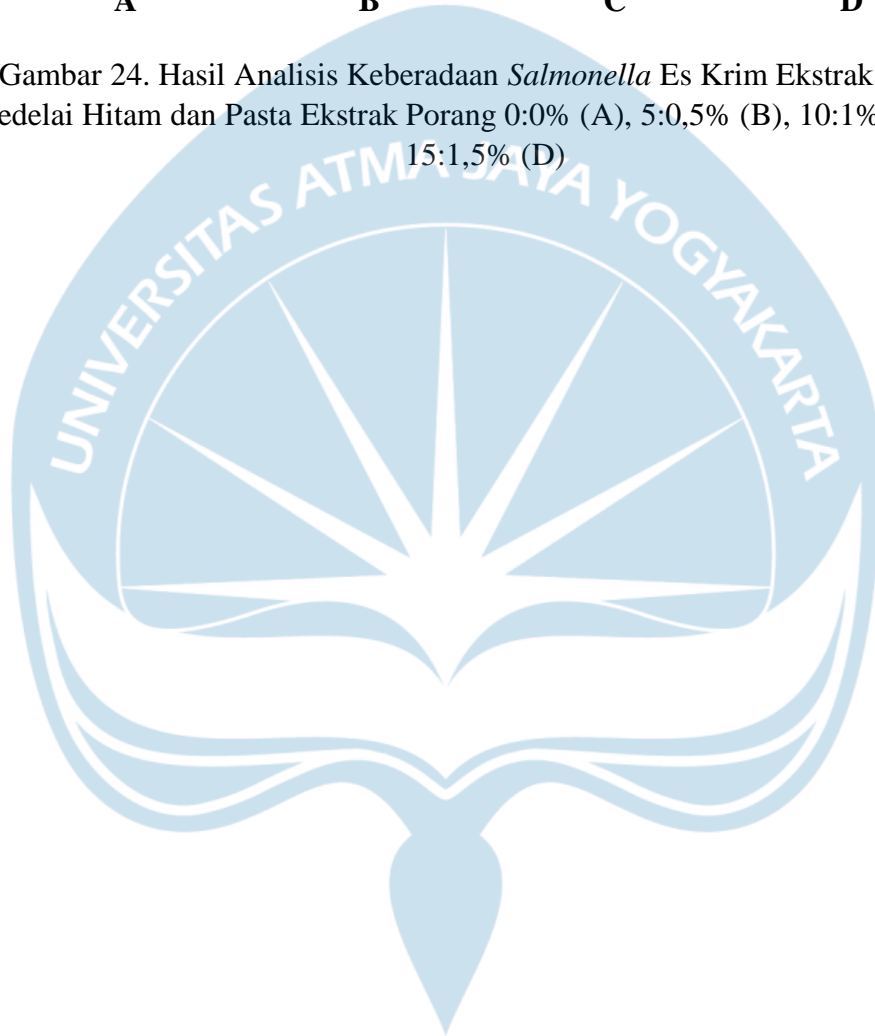 A B C D
Gambar 24. Hasil Analisis Keberadaan Salmonella Es Krim Ekstrak
edelai Hitam dan Pasta Ekstrak Porang 0:0% (A), 5:0,5% (B), 10:1%
15:1,5% (D)
UNIVERSITAS ATMA JAYA YOGYAKARTA